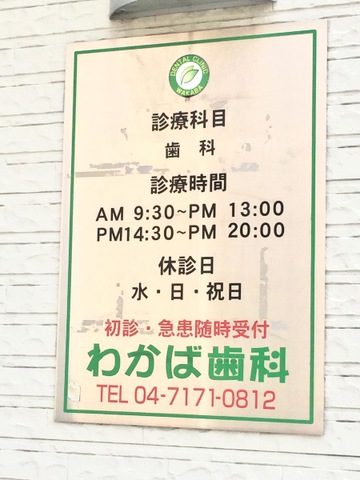 DENTAL CLINIC
WAKABA
診療科目
歯 科
診療時間
AM 9:30~PM 13:00
PM14:30~PM 20:00
休診日
水・日・祝日
初診・急患随時受付
わかば歯科
TEL 04-7171-0812